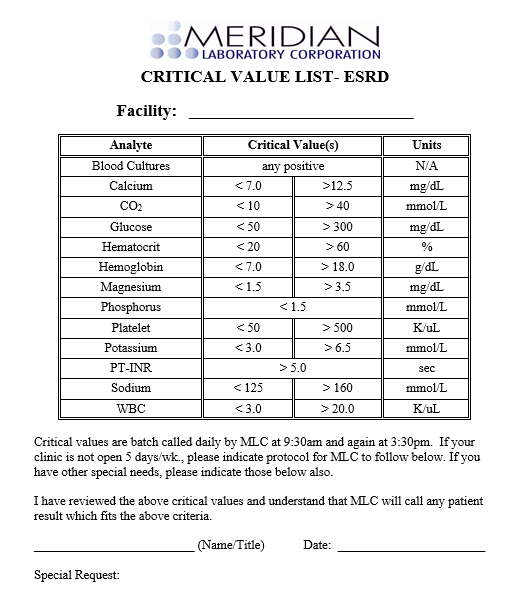 MERIDIAN
LABORATORY CORPORATION
CRITICAL VALUE LIST- ESRD
Facility: ____________________
Analyte Critical Value(s) Units
Blood Cultures any positive N/A
Calcium < 7.0 >12.5 mg/dL
CO₂ < 10 > 40 mmol/L
Glucose < 50 > 300 mg/dL
Hematocrit < 20 > 60 %
Hemoglobin < 7.0 > 18.0 g/dL
Magnesium < 1.5 > 3.5 mg/dL
Phosphorus < 1.5 mmol/L
Platelet < 50 > 500 K/uL
Potassium < 3.0 > 6.5 mmol/L
PT-INR > 5.0 sec
Sodium < 125 > 160 mmol/L
WBC < 3.0 > 20.0 K/uL
Critical values are batch called daily by MLC at 9:30am and again at 3:30pm. If your
clinic is not open 5 days/wk., please indicate protocol for MLC to follow below. If you
have other special needs, please indicate those below also.
I have reviewed the above critical values and understand that MLC will call any patient
result which fits the above criteria.
____________________ (Name/Title) Date: ____________________
Special Request: